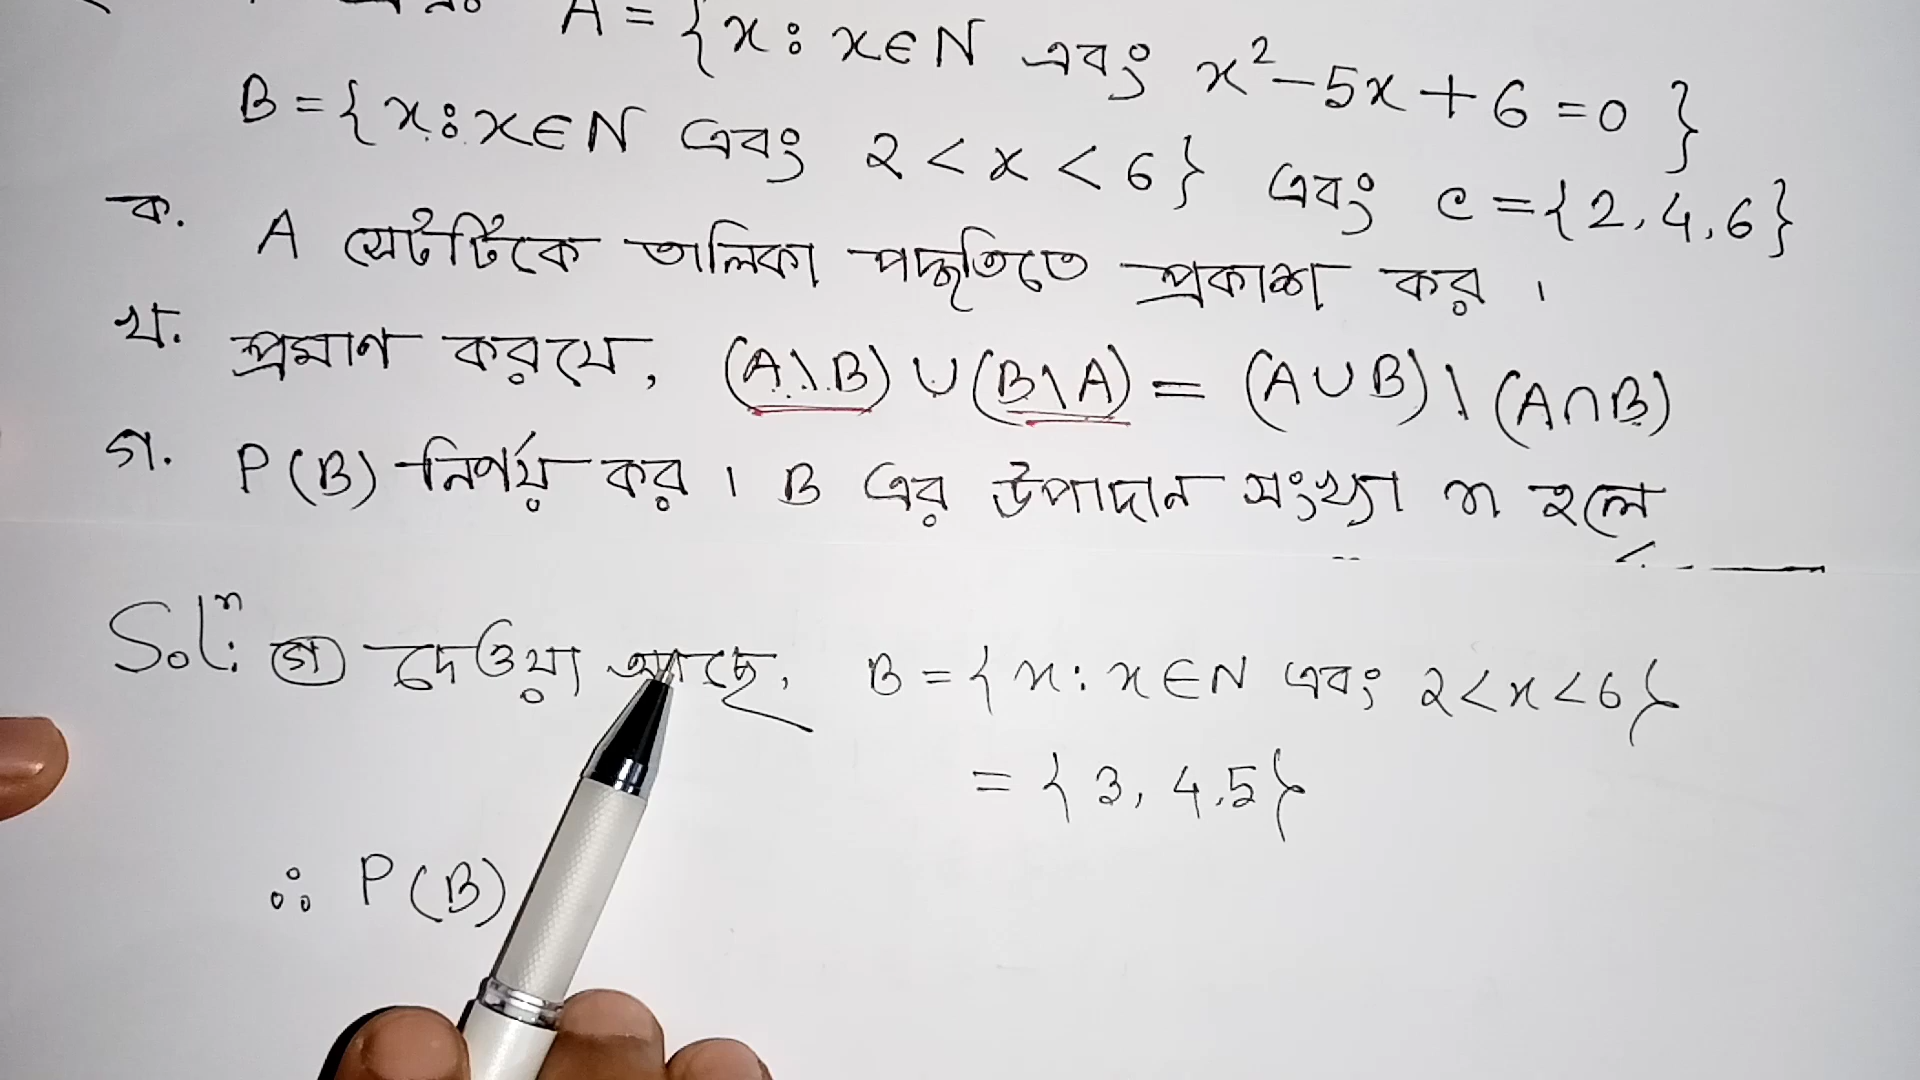 A = {x : x∈N এবং x²-5x+6=0}
B = {x : x∈N এবং 2<x<6} এবং c = {2,4,6}
ক. A সেটটিকে তালিকা পদ্ধতিতে প্রকাশ কর ।
খ. প্রমাণ করযে, (A\B)∪(B\A) = (A∪B)\(A∩B)
গ. P(B) নির্ণয় কর । B এর উপাদান সংখ্যা n হলে
Solⁿ: গ দেওয়া আছে, B = {x : x∈N এবং 2<x<6}
= {3, 4,5}
∴ P(B)